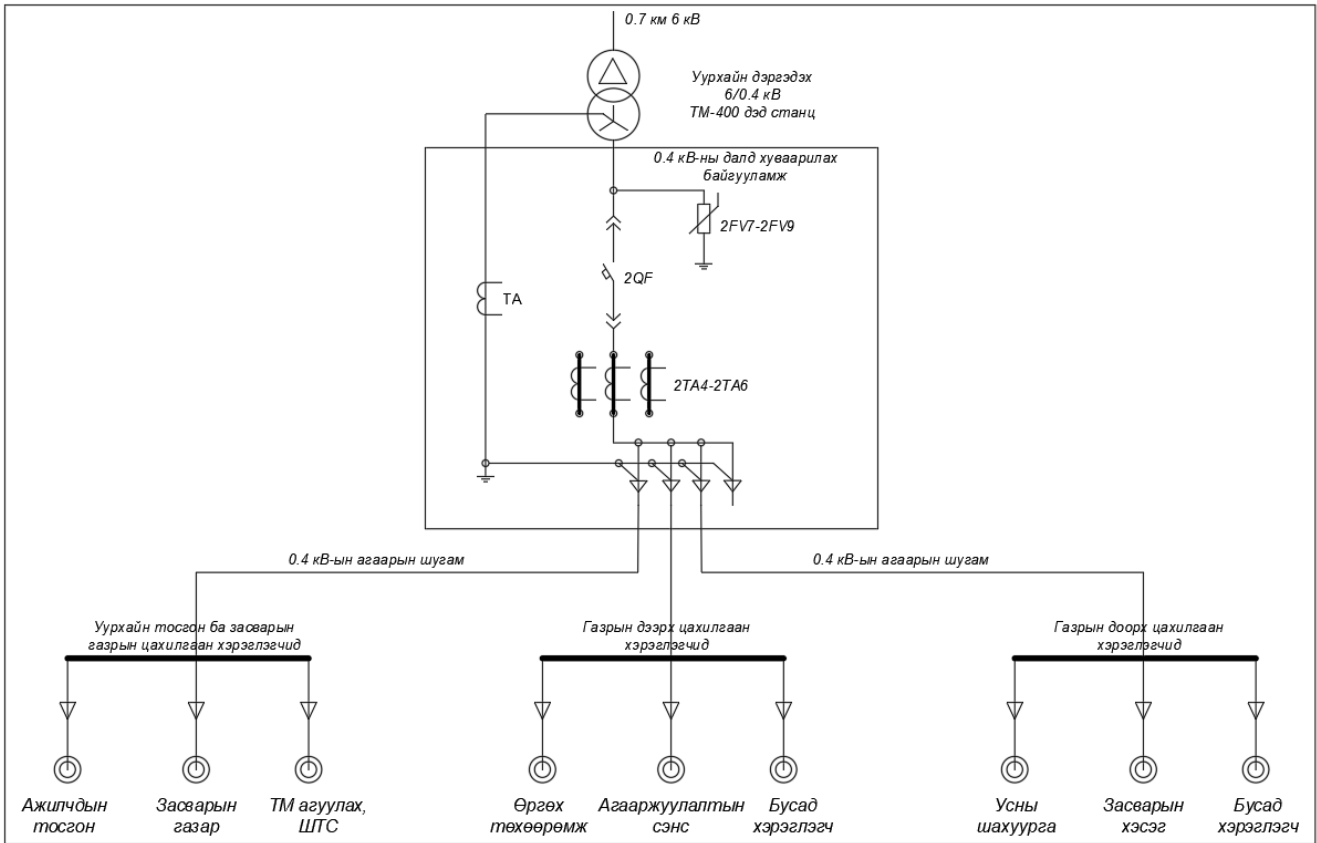 0.7 км 6 кВ
Уурхайн дэргэдэх
6/0.4 кВ
ТМ-400 дэд станц
0.4 кВ-ны далд хуваарилах
байгууламж
2FV7-2FV9
2QF
TA
2TA4-2TA6
0.4 кВ-ын агаарын шугам
0.4 кВ-ын агаарын шугам
Уурхайн тосгон ба засварын
газрын цахилгаан хэрэглэгчид
Газрын дээрх цахилгаан
хэрэглэгчид
Газрын доорх цахилгаан
хэрэглэгчид
Ажилчдын
тосгон
Засварын
газар
ТМ агуулах,
ШТС
Өргөх
төхөөрөмж
Агааржуулалтын
сэнс
Бусад
хэрэглэгч
Усны
шахуурга
Засварын
хэсэг
Бусад
хэрэглэгч